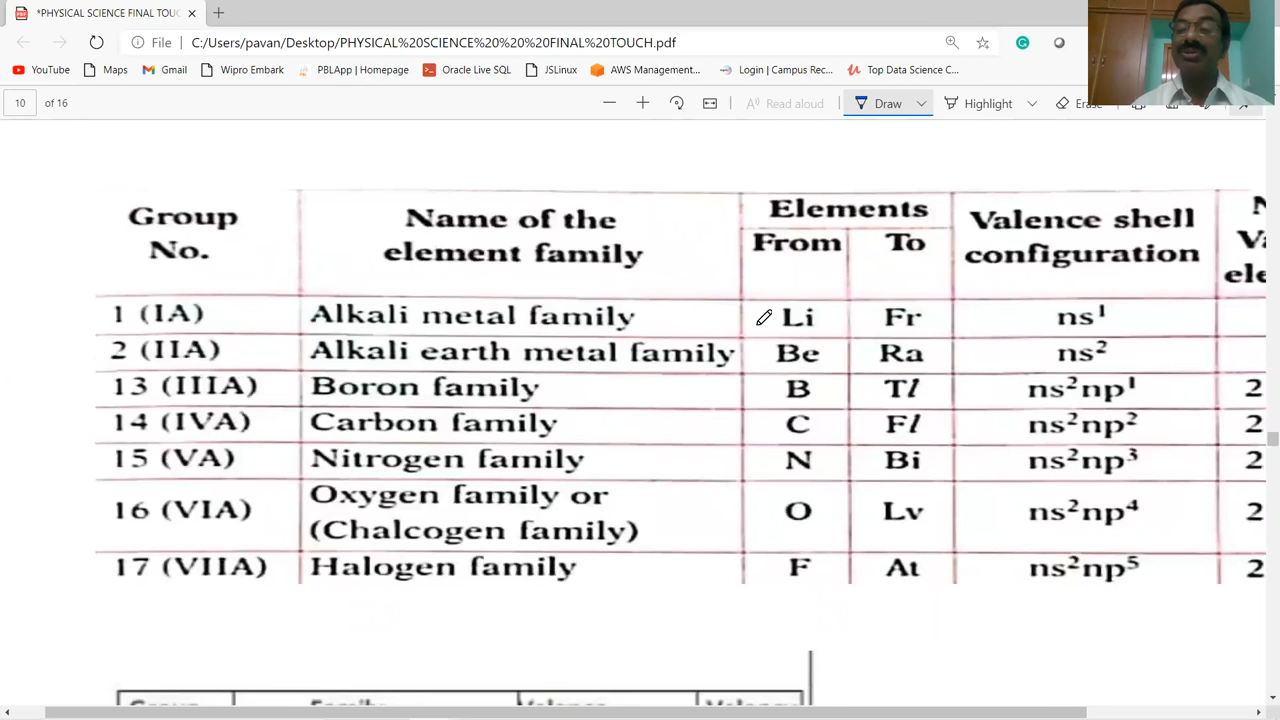 *PHYSICAL SCIENCE FINAL TOUC
File C:/Users/pavan/Desktop/PHYSICAL%20SCIENCE%20%20%20FINAL%20TOUCH.pdf
YouTube Maps Gmail Wipro Embark PBLApp | Homepage Oracle Live SQL JSLinux AWS Management... Login | Campus Rec... Top Data Science C...
10 of 16 Read aloud Draw Highlight Erase
Group No. Name of the element family Elements From To Valence shell configuration
1 (IA) Alkali metal family Li Fr ns¹
2 (IIA) Alkali earth metal family Be Ra ns²
13 (IIIA) Boron family B Tl ns²np¹ 2
14 (IVA) Carbon family C Fl ns²np² 2
15 (VA) Nitrogen family N Bi ns²np³ 2
16 (VIA) Oxygen family or (Chalcogen family) O Lv ns²np⁴ 2
17 (VIIA) Halogen family F At ns²np⁵ 2